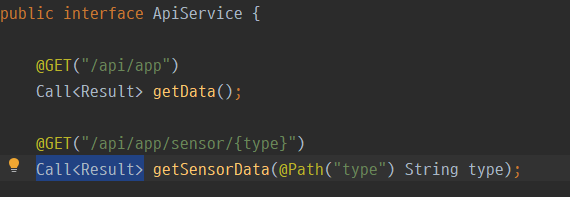 public interface ApiService {
@GET("/api/app")
Call<Result> getData();
@GET("/api/app/sensor/{type}")
Call<Result> getSensorData(@Path("type") String type);